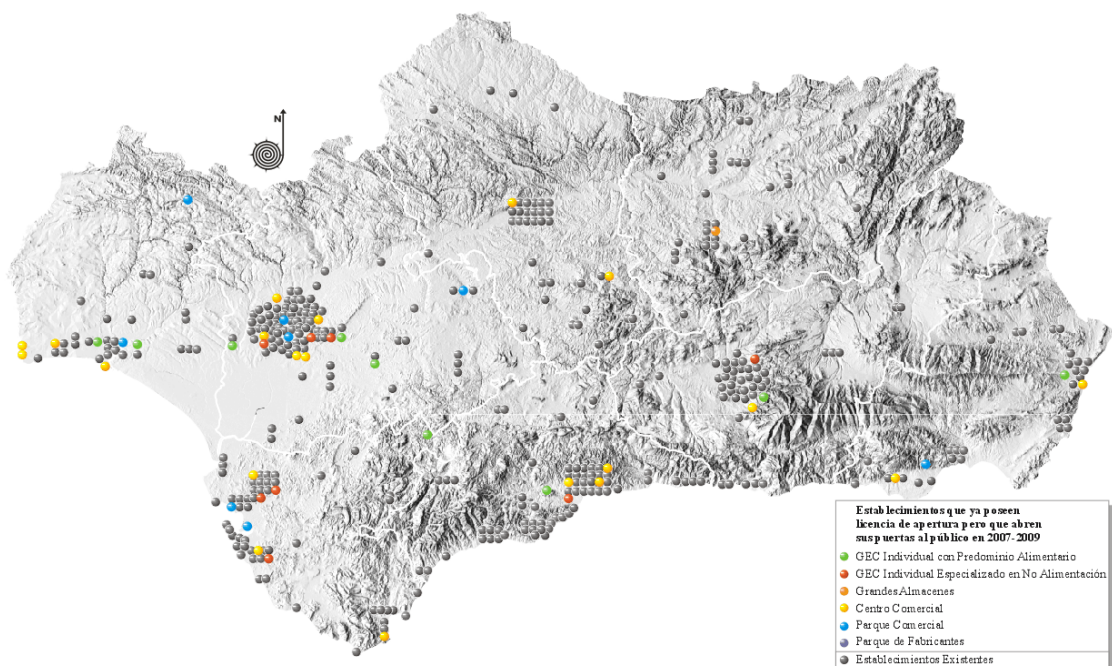 N
Establecimientos que ya poseen
licencia de apertura pero que abren
sus puertas al público en 2007-2009
GEC Individual con Predominio Alimentario
GEC Individual Especializado en No Alimentación
Grandes Almacenes
Centro Comercial
Parque Comercial
Parque de Fabricantes
Establecimientos Existentes